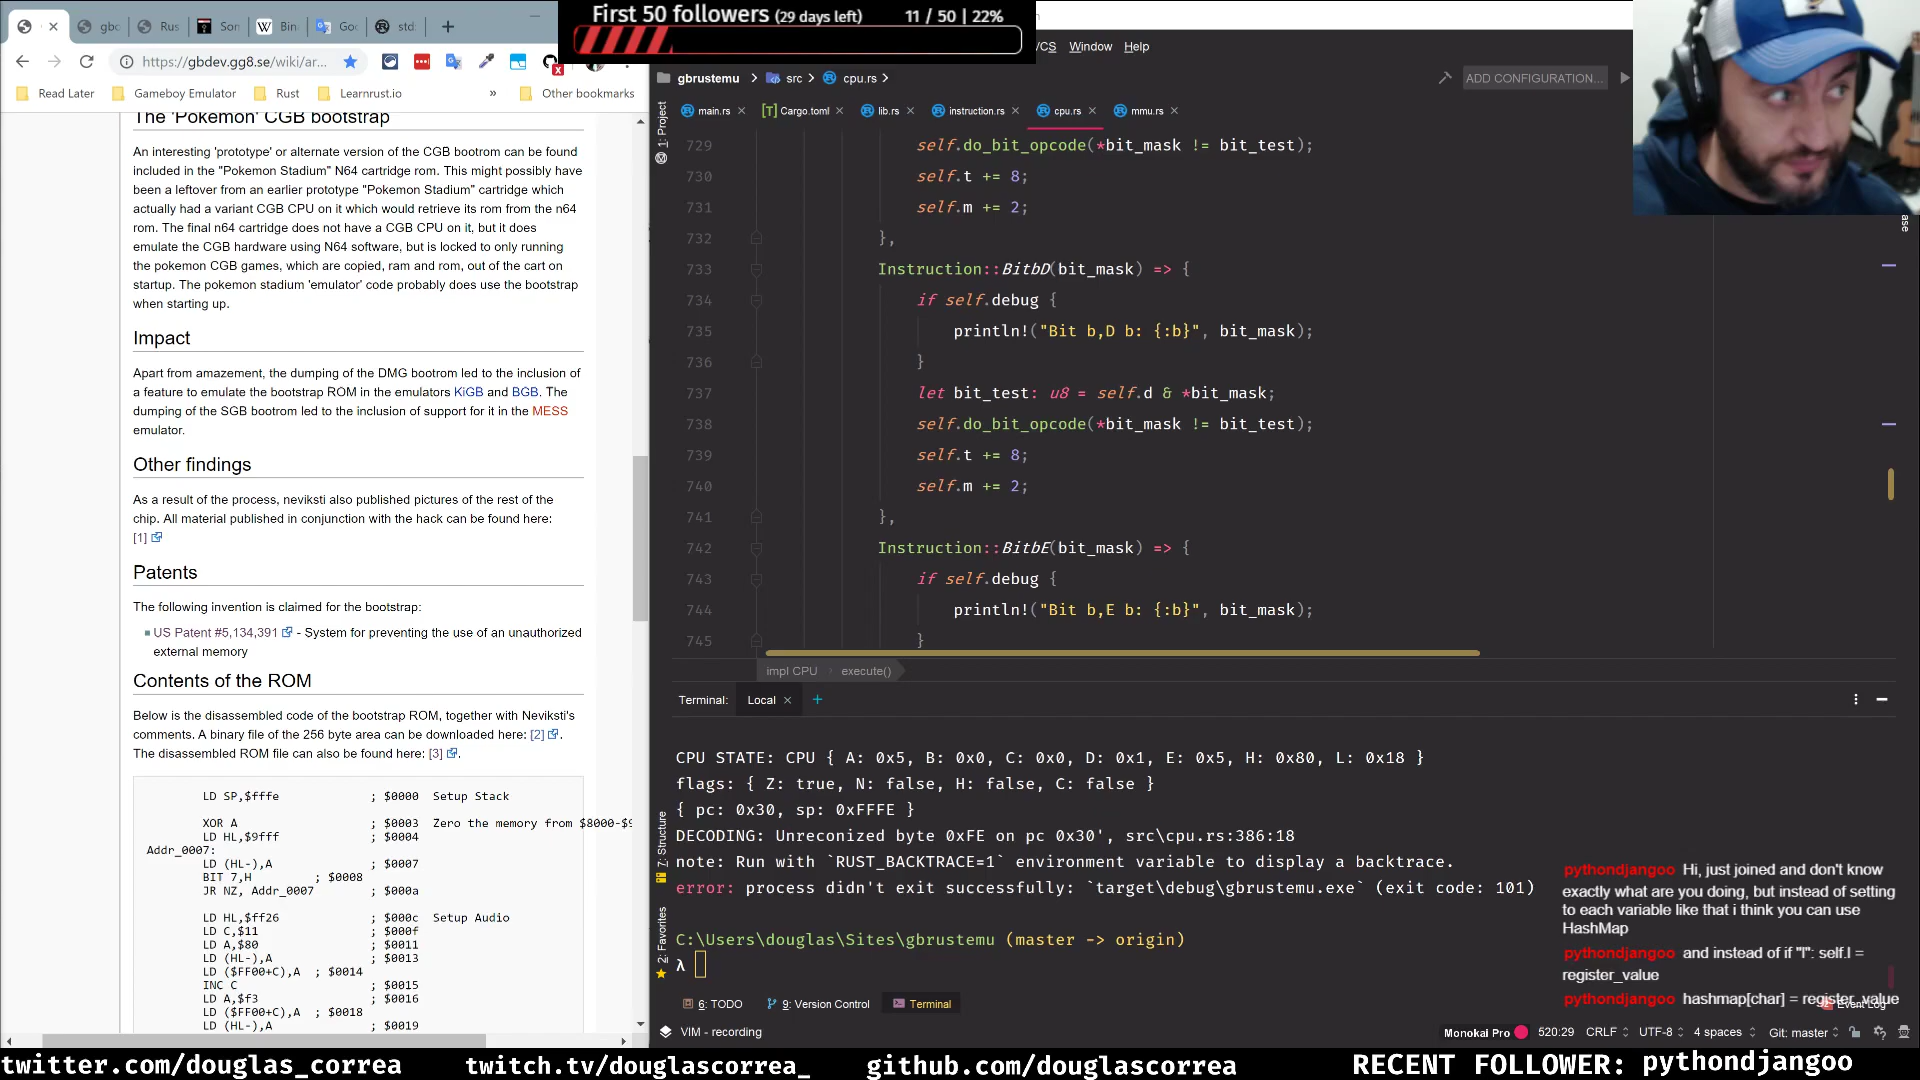 First 50 followers (29 days left) 11 / 50 | 22%
gbc
Rus
Son
Bin
Goo
std:
https://gbdev.gg8.se/wiki/ar...
Read Later
Gameboy Emulator
Rust
Learnrust.io
»
Other bookmarks
The 'Pokemon' CGB bootstrap
An interesting 'prototype' or alternate version of the CGB bootrom can be found
included in the "Pokemon Stadium" N64 cartridge rom. This might possibly have
been a leftover from an earlier prototype "Pokemon Stadium" cartridge which
actually had a variant CGB CPU on it which would retrieve its rom from the n64
rom. The final n64 cartridge does not have a CGB CPU on it, but it does
emulate the CGB hardware using N64 software, but is locked to only running
the pokemon CGB games, which are copied, ram and rom, out of the cart on
startup. The pokemon stadium 'emulator' code probably does use the bootstrap
when starting up.
Impact
Apart from amazement, the dumping of the DMG bootrom led to the inclusion of
a feature to emulate the bootstrap ROM in the emulators KiGB and BGB. The
dumping of the SGB bootrom led to the inclusion of support for it in the MESS
emulator.
Other findings
As a result of the process, neviksti also published pictures of the rest of the
chip. All material published in conjunction with the hack can be found here:
[1]
Patents
The following invention is claimed for the bootstrap:
US Patent #5,134,391 - System for preventing the use of an unauthorized
external memory
Contents of the ROM
Below is the disassembled code of the bootstrap ROM, together with Neviksti's
comments. A binary file of the 256 byte area can be downloaded here: [2].
The disassembled ROM file can also be found here: [3].
LD SP,$fffe ; $0000 Setup Stack
XOR A ; $0003 Zero the memory from $8000-$9
LD HL,$9fff ; $0004
Addr_0007:
LD (HL-),A ; $0007
BIT 7,H ; $0008
JR NZ, Addr_0007 ; $000a
LD HL,$ff26 ; $000c Setup Audio
LD C,$11 ; $000f
LD A,$80 ; $0011
LD (HL-),A ; $0013
LD ($FF00+C),A ; $0014
INC C ; $0015
LD A,$f3 ; $0016
LD ($FF00+C),A ; $0018
LD (HL-),A ; $0019
VCS Window Help
gbrustemu > src > cpu.rs >
ADD CONFIGURATION...
main.rs Cargo.toml lib.rs instruction.rs cpu.rs mmu.rs
1: Project
729 self.do_bit_opcode(*bit_mask != bit_test);
730 self.t += 8;
731 self.m += 2;
732 },
733 Instruction::BitbD(bit_mask) => {
734 if self.debug {
735 println!("Bit b,D b: {:b}", bit_mask);
736 }
737 let bit_test: u8 = self.d & *bit_mask;
738 self.do_bit_opcode(*bit_mask != bit_test);
739 self.t += 8;
740 self.m += 2;
741 },
742 Instruction::BitbE(bit_mask) => {
743 if self.debug {
744 println!("Bit b,E b: {:b}", bit_mask);
745 }
impl CPU > execute()
ase
Terminal: Local
7: Structure
2: Favorites
CPU STATE: CPU { A: 0x5, B: 0x0, C: 0x0, D: 0x1, E: 0x5, H: 0x80, L: 0x18 }
flags: { Z: true, N: false, H: false, C: false }
{ pc: 0x30, sp: 0xFFFE }
DECODING: Unreconized byte 0xFE on pc 0x30', src\cpu.rs:386:18
note: Run with `RUST_BACKTRACE=1` environment variable to display a backtrace.
error: process didn't exit successfully: `target\debug\gbrustemu.exe` (exit code: 101)
C:\Users\douglas\Sites\gbrustemu (master -> origin)
λ
pythondjangoo Hi, just joined and don't know
exactly what are you doing, but instead of setting
to each variable like that i think you can use
HashMap
pythondjangoo and instead of if "l": self.l =
register_value
pythondjangoo hashmap[char] = register_value
6: TODO
9: Version Control
Terminal
Event Log
VIM - recording
Monokai Pro 520:29 CRLF UTF-8 4 spaces Git: master
twitter.com/douglas_correa
twitch.tv/douglascorrea_
github.com/douglascorrea
RECENT FOLLOWER: pythondjangoo